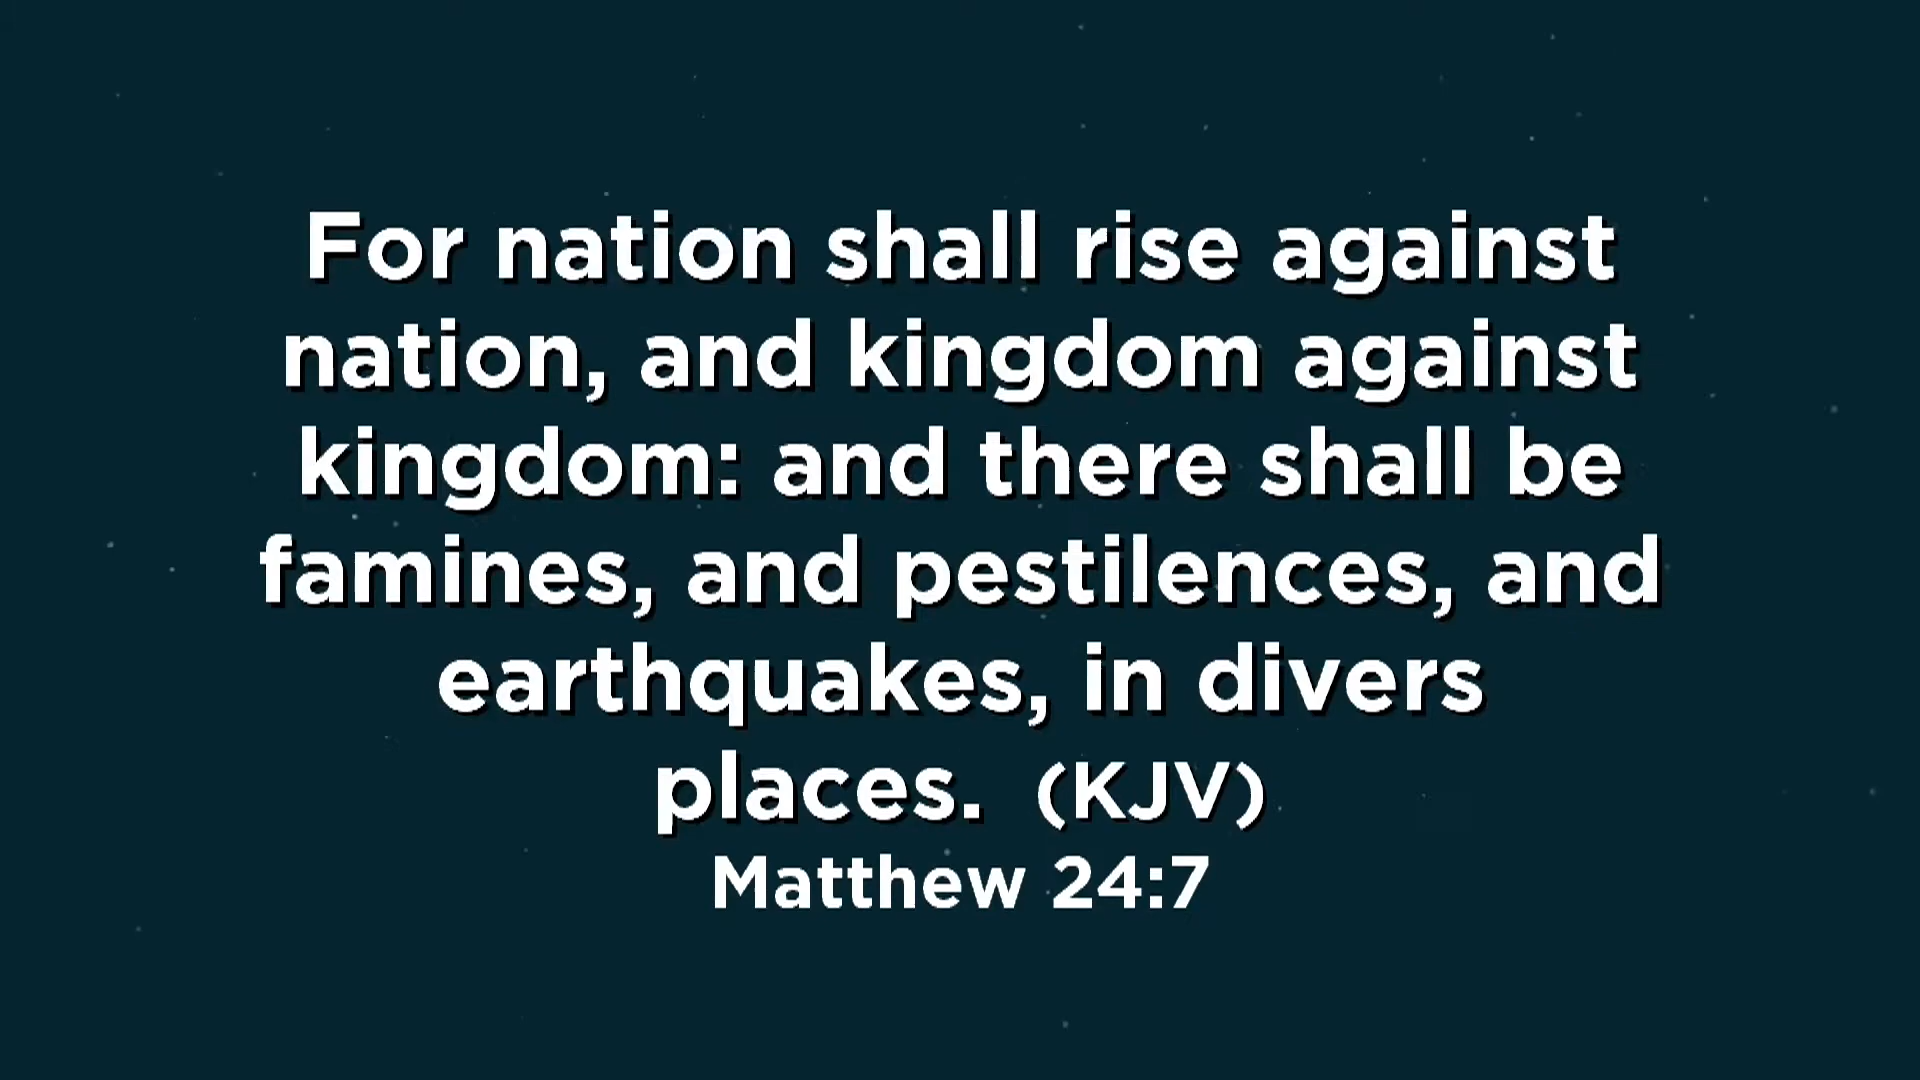 For nation shall rise against
nation, and kingdom against
kingdom: and there shall be
famines, and pestilences, and
earthquakes, in divers
places.  (KJV)
Matthew 24:7